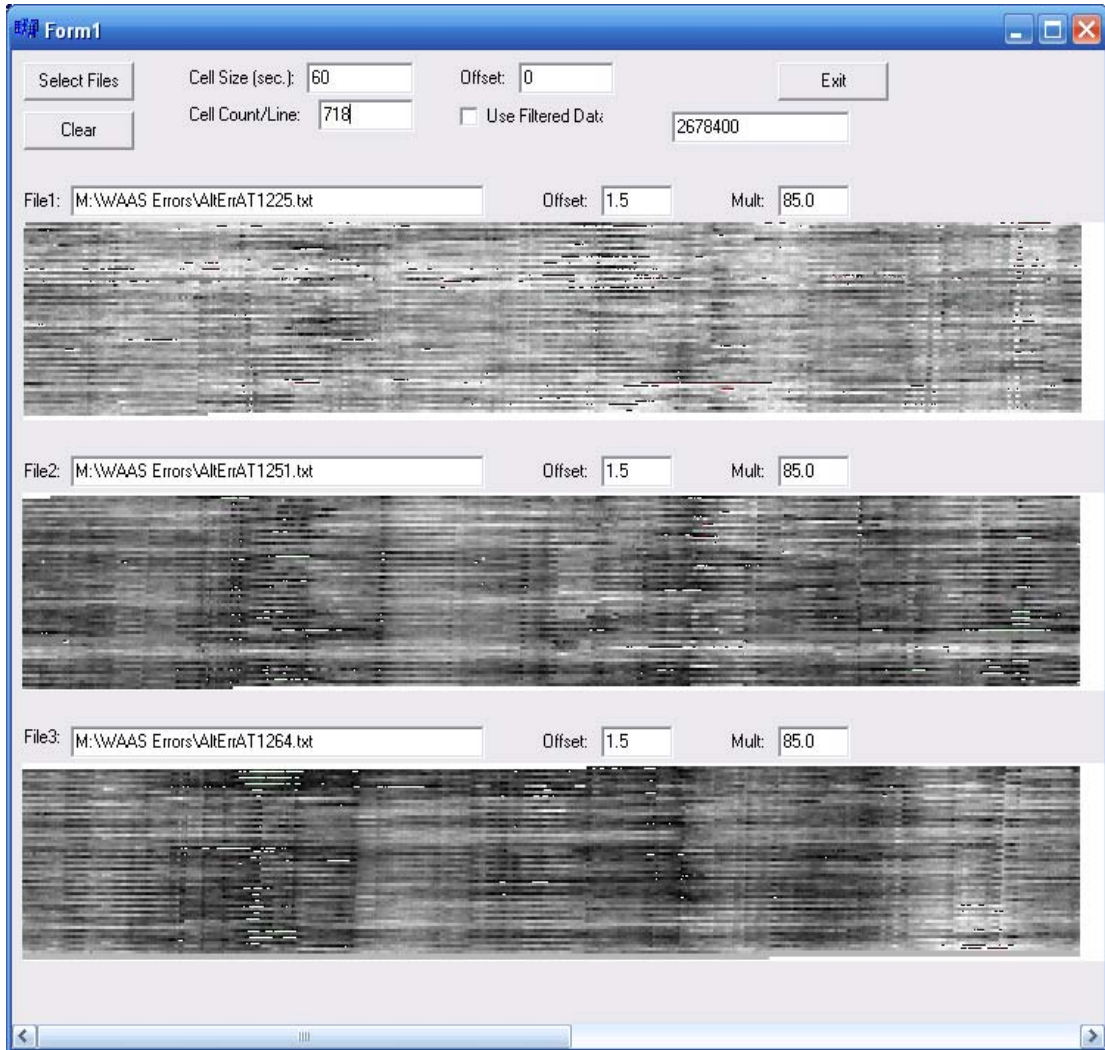 Form1
Select Files Cell Size (sec.): 60 Offset: 0 Exit
Clear Cell Count/Line: 718 Use Filtered Data 2678400
File1: M:\WAAS Errors\AltErrAT1225.txt Offset: 1.5 Mult: 85.0
File2: M:\WAAS Errors\AltErrAT1251.txt Offset: 1.5 Mult: 85.0
File3: M:\WAAS Errors\AltErrAT1264.txt Offset: 1.5 Mult: 85.0